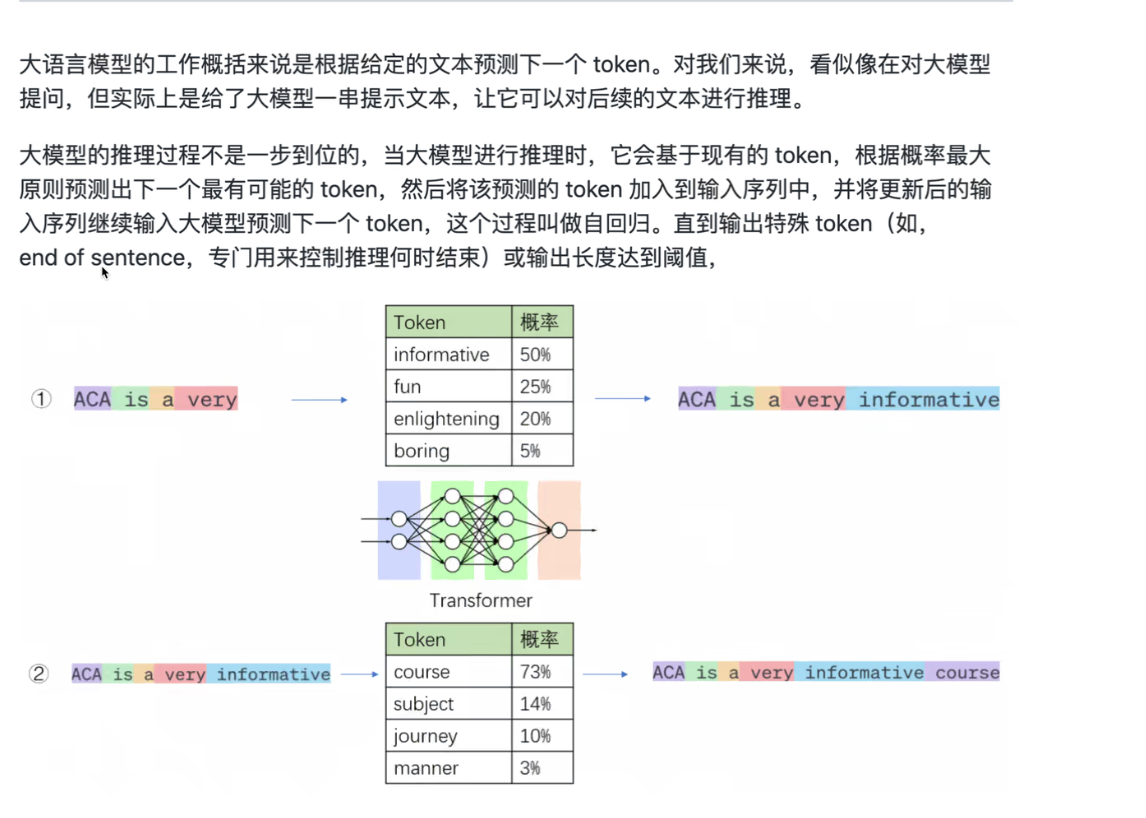 大语言模型的工作概括来说是根据给定的文本预测下一个 token。对我们来说，看似像在对大模型
提问，但实际上是给了大模型一串提示文本，让它可以对后续的文本进行推理。
大模型的推理过程不是一步到位的，当大模型进行推理时，它会基于现有的 token，根据概率最大
原则预测出下一个最有可能的 token，然后将该预测的 token 加入到输入序列中，并将更新后的输
入序列继续输入大模型预测下一个 token，这个过程叫做自回归。直到输出特殊 token（如，
end of sentence，专门用来控制推理何时结束）或输出长度达到阈值，
① ACA is a very
Token 概率
informative 50%
fun 25%
enlightening 20%
boring 5%
ACA is a very informative
Transformer
② ACA is a very informative
Token 概率
course 73%
subject 14%
journey 10%
manner 3%
ACA is a very informative course